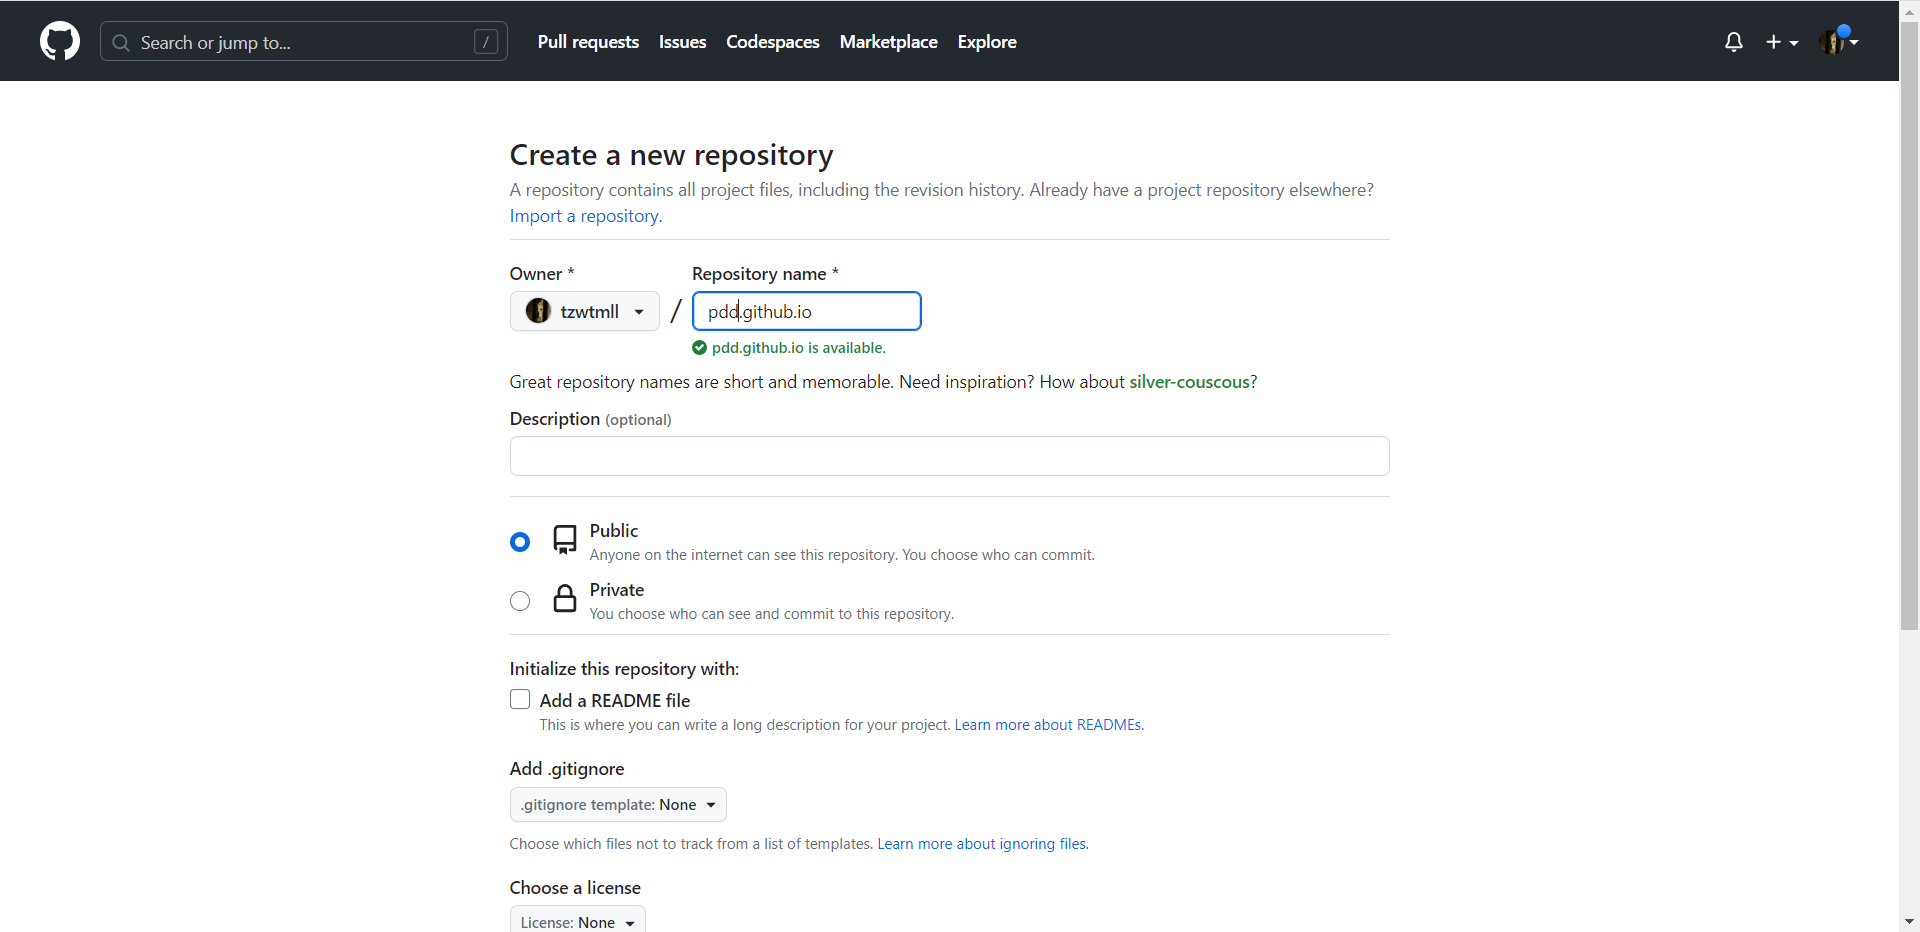 Search or jump to... / Pull requests Issues Codespaces Marketplace Explore
Create a new repository
A repository contains all project files, including the revision history. Already have a project repository elsewhere?
Import a repository.
Owner * Repository name *
tzwtmll / pdd.github.io
pdd.github.io is available.
Great repository names are short and memorable. Need inspiration? How about silver-couscous?
Description (optional)
Public
Anyone on the internet can see this repository. You choose who can commit.
Private
You choose who can see and commit to this repository.
Initialize this repository with:
Add a README file
This is where you can write a long description for your project. Learn more about READMEs.
Add .gitignore
.gitignore template: None
Choose which files not to track from a list of templates. Learn more about ignoring files.
Choose a license
License: None